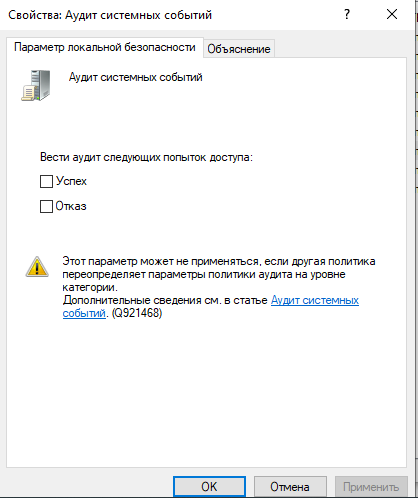 Свойства: Аудит системных событий
Параметр локальной безопасности
Объяснение
Аудит системных событий
Вести аудит следующих попыток доступа:
Успех
Отказ
Этот параметр может не применяться, если другая политика
переопределяет параметры политики аудита на уровне
категории.
Дополнительные сведения см. в статье Аудит системных
событий. (Q921468)
OK
Отмена
Применить